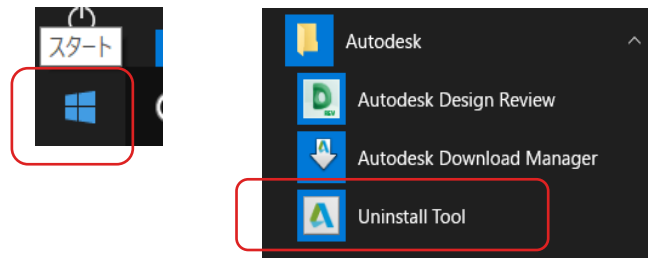 スタート
Autodesk
Autodesk Design Review
Autodesk Download Manager
Uninstall Tool